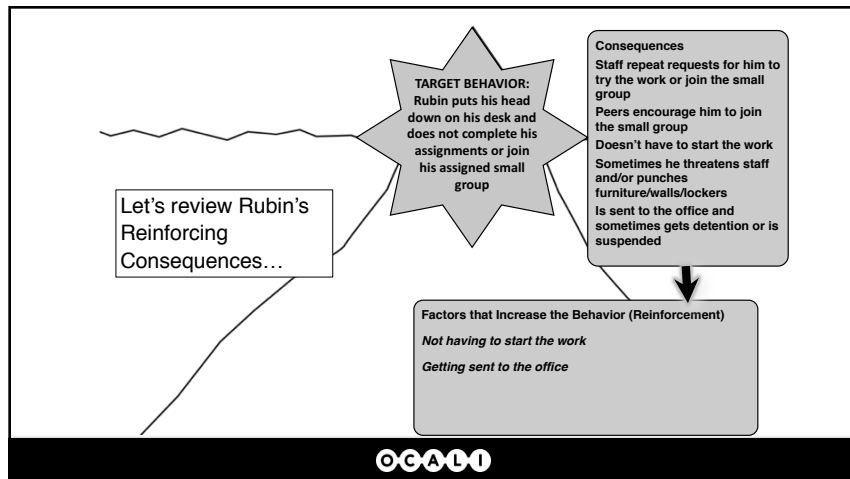 TARGET BEHAVIOR:
Rubin puts his head
down on his desk and
does not complete his
assignments or join
his assigned small
group
Consequences
Staff repeat requests for him to
try the work or join the small
group
Peers encourage him to join
the small group
Doesn't have to start the work
Sometimes he threatens staff
and/or punches
furniture/walls/lockers
Is sent to the office and
sometimes gets detention or is
suspended
Let's review Rubin's
Reinforcing
Consequences…
Factors that Increase the Behavior (Reinforcement)
Not having to start the work
Getting sent to the office
OCALI